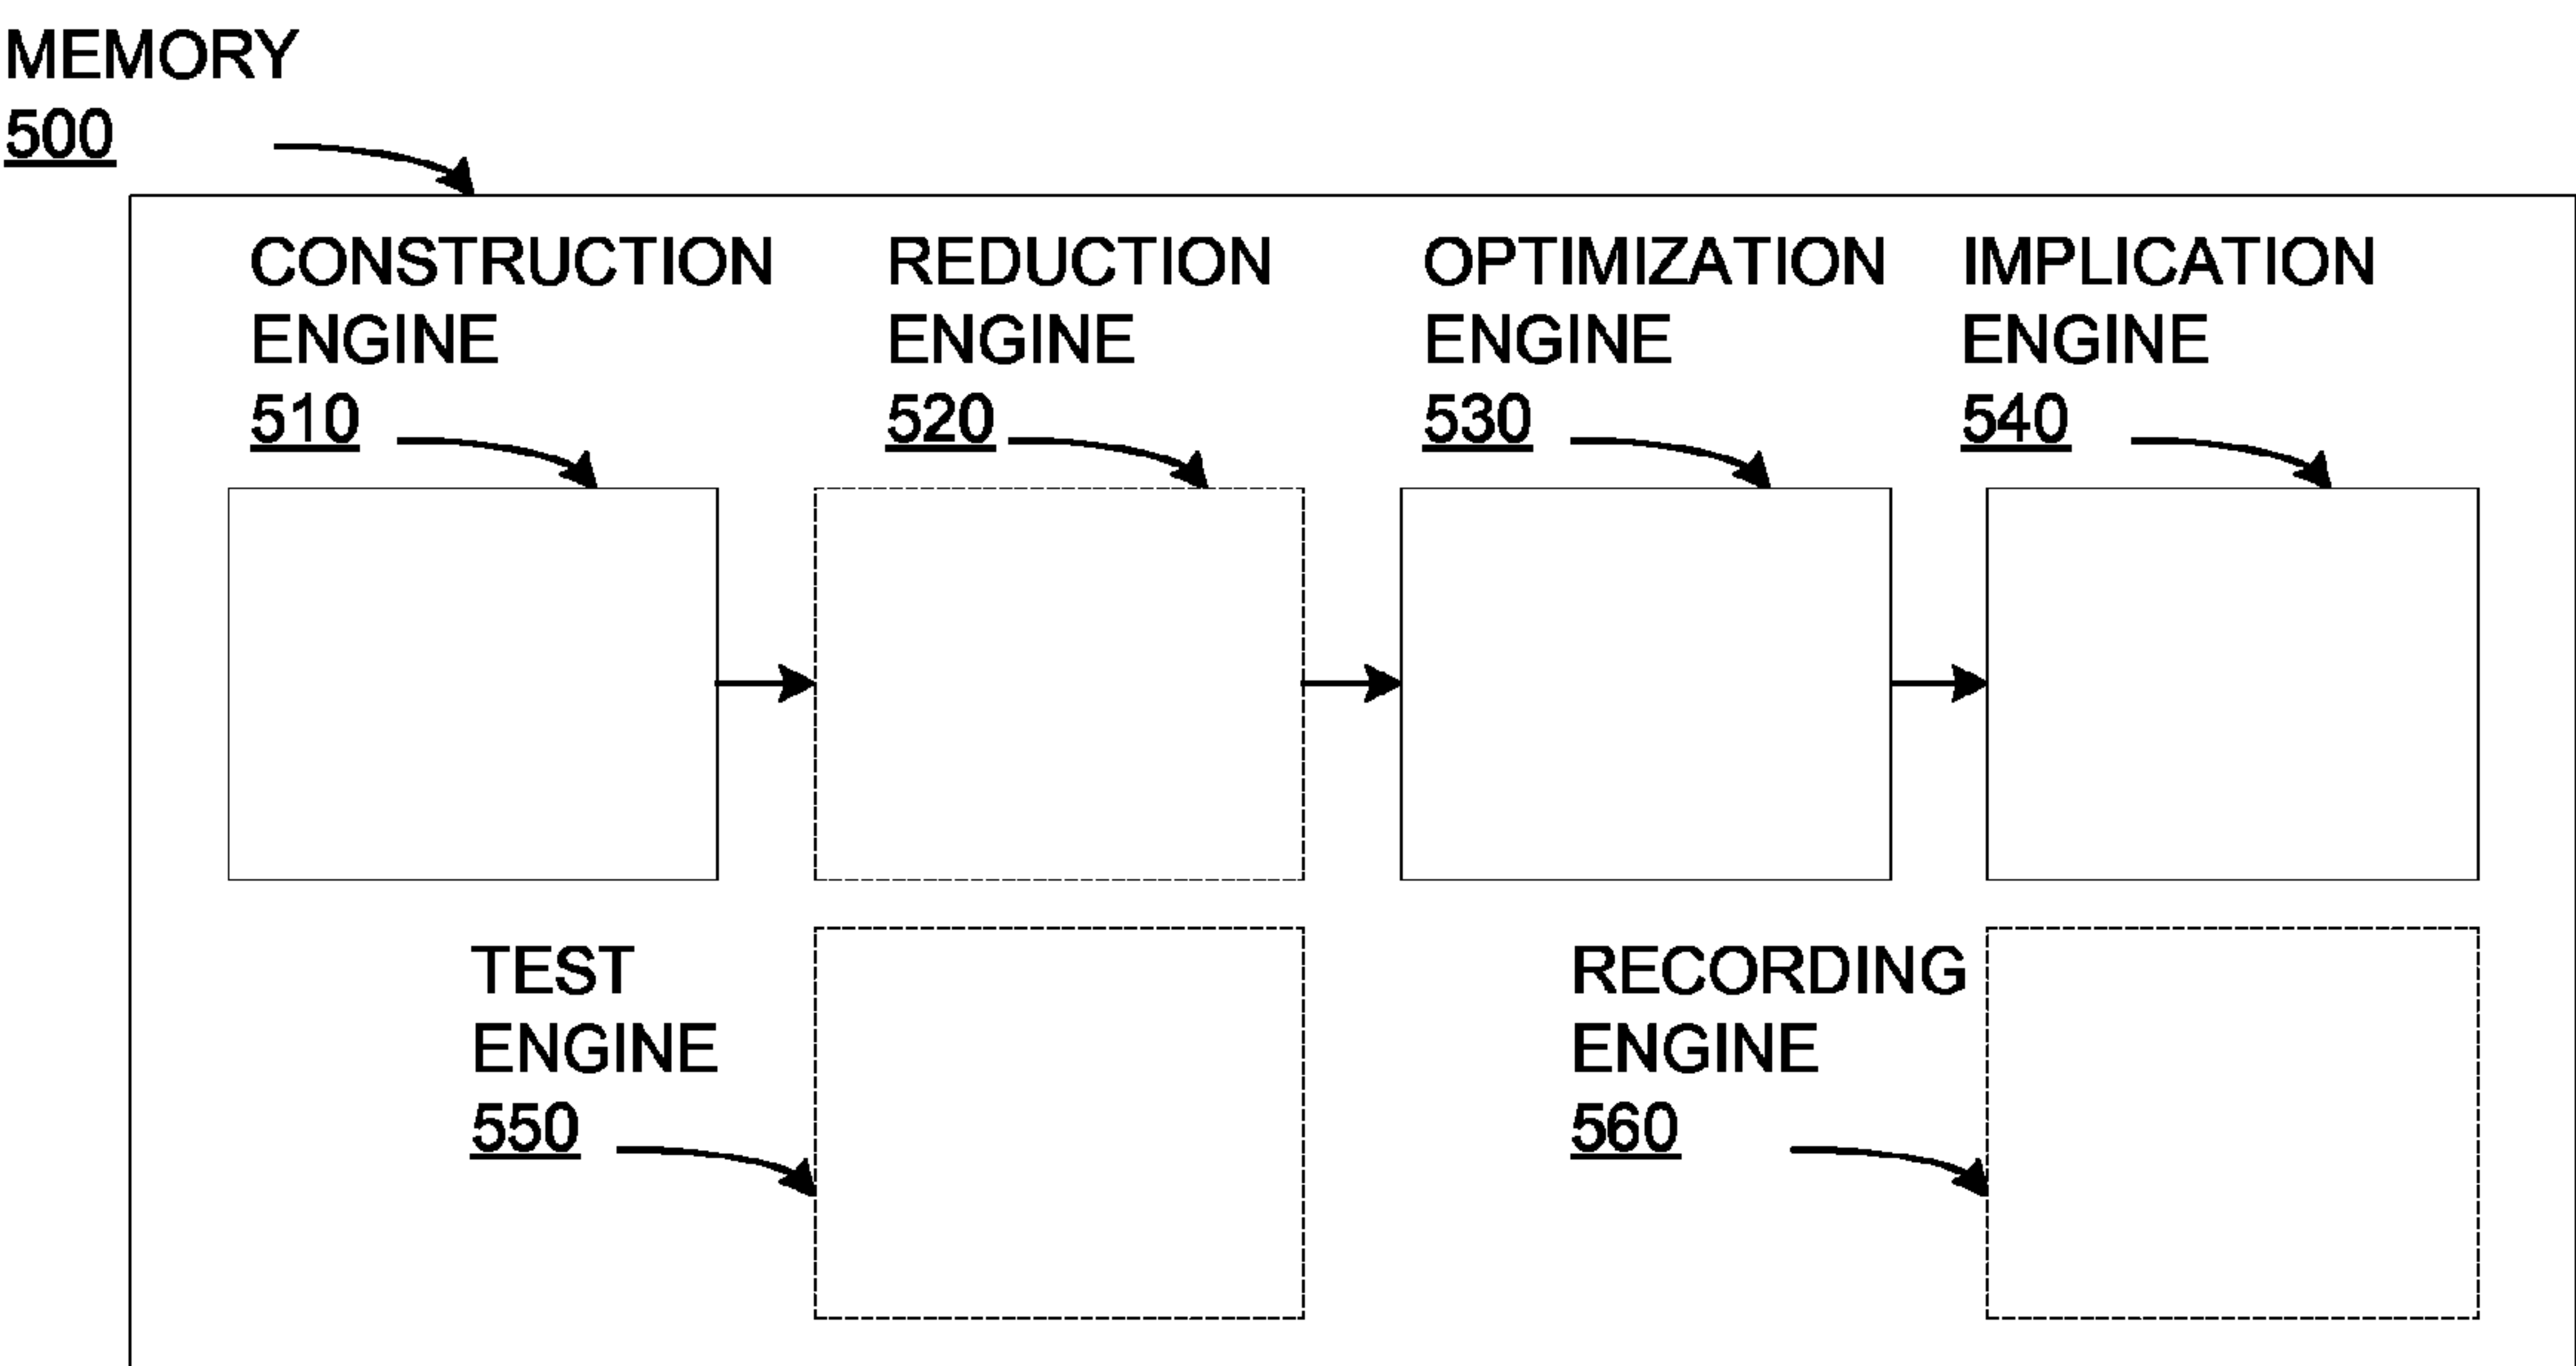 MEMORY
500
CONSTRUCTION
ENGINE
510
REDUCTION
ENGINE
520
OPTIMIZATION
ENGINE
530
IMPLICATION
ENGINE
540
TEST
ENGINE
550
RECORDING
ENGINE
560